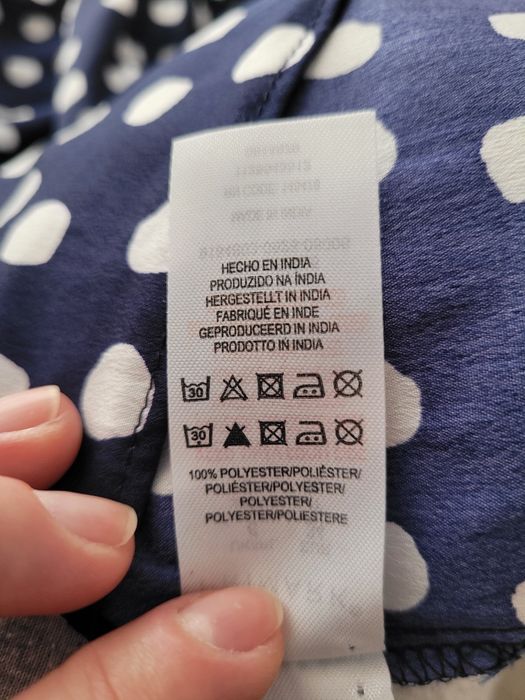 HECHO EN INDIA
PRODUZIDO NA ÍNDIA
HERGESTELLT IN INDIA
FABRIQUÉ EN INDE
GEPRODUCEERD IN INDIA
PRODOTTO IN INDIA
30
30
100% POLYESTER/POLIÉSTER/
POLIÉSTER/POLYESTER/
POLYESTER/
POLYESTER/POLIESTERE